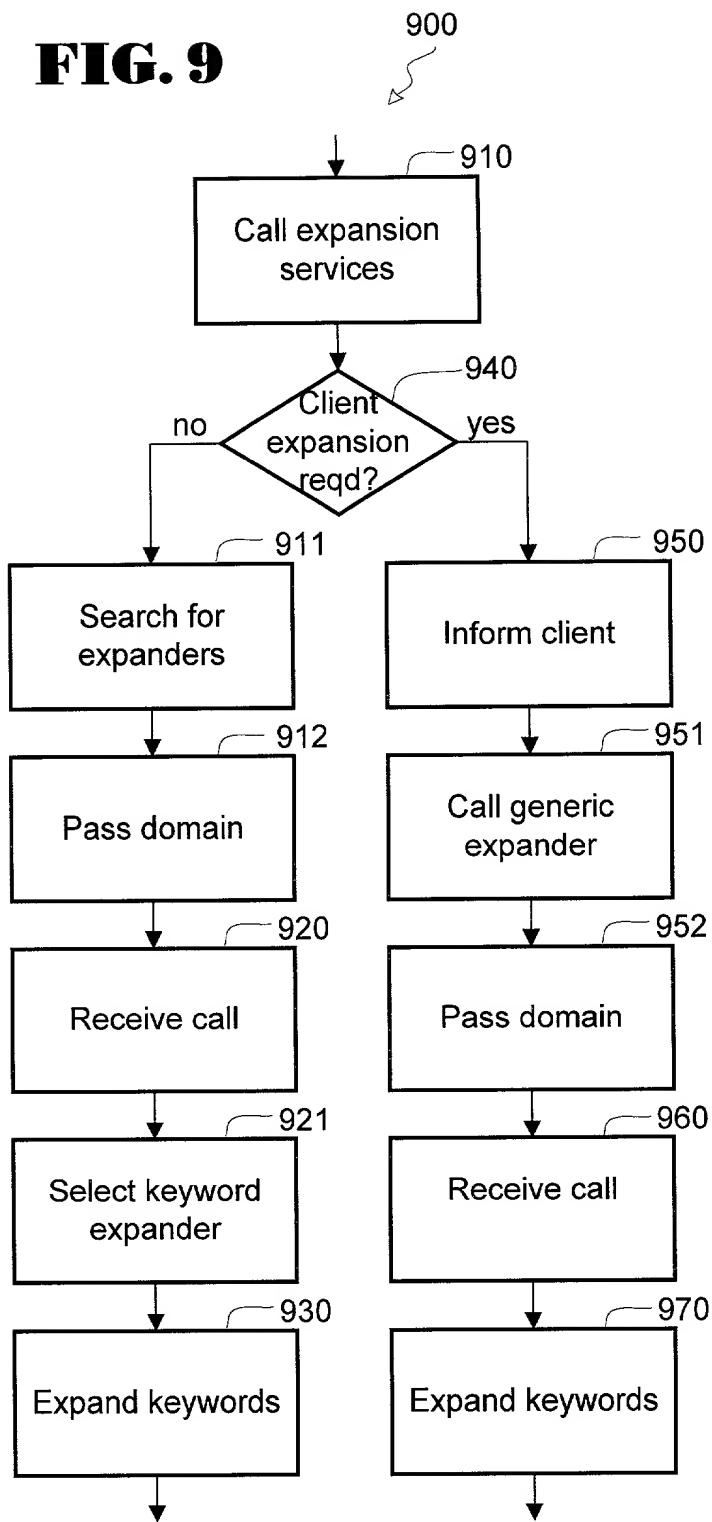 FIG. 9
900
910
Call expansion
services
940
Client
expansion
reqd?
no
yes
911
Search for
expanders
912
Pass domain
920
Receive call
921
Select keyword
expander
930
Expand keywords
950
Inform client
951
Call generic
expander
952
Pass domain
960
Receive call
970
Expand keywords